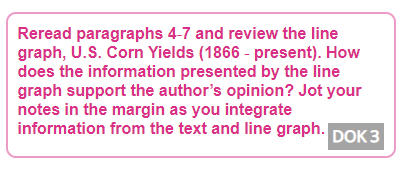 Reread paragraphs 4-7 and review the line
graph, U.S. Corn Yields (1866 - present). How
does the information presented by the line
graph support the author's opinion? Jot your
notes in the margin as you integrate
information from the text and line graph.
DOK 3